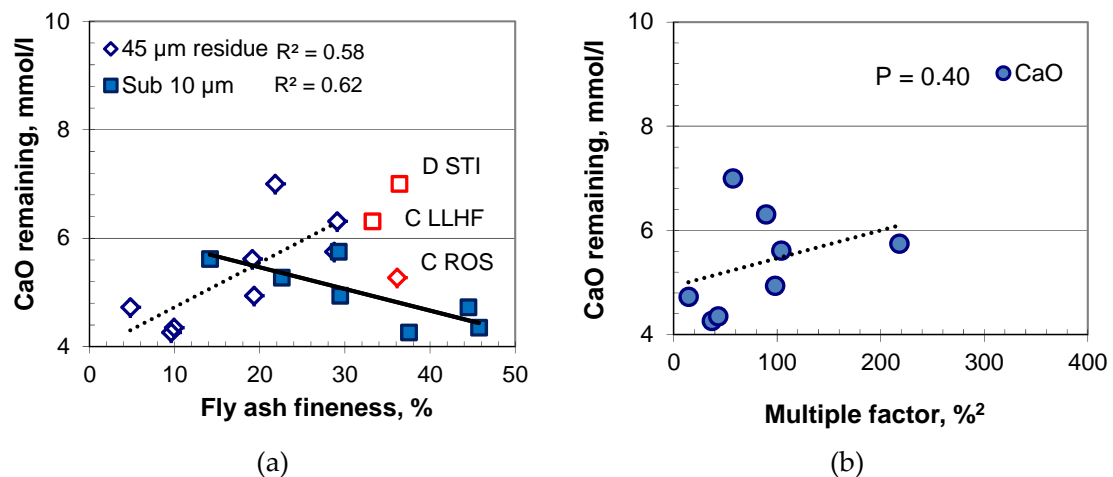 CaO remaining, mmol/l
10
8
6
4
45 µm residue R² = 0.58
Sub 10 µm R² = 0.62
D STI
C LLHF
C ROS
0 10 20 30 40 50
Fly ash fineness, %
(a)
CaO remaining, mmol/l
10
8
6
4
P = 0.40 CaO
0 100 200 300 400
Multiple factor, %²
(b)